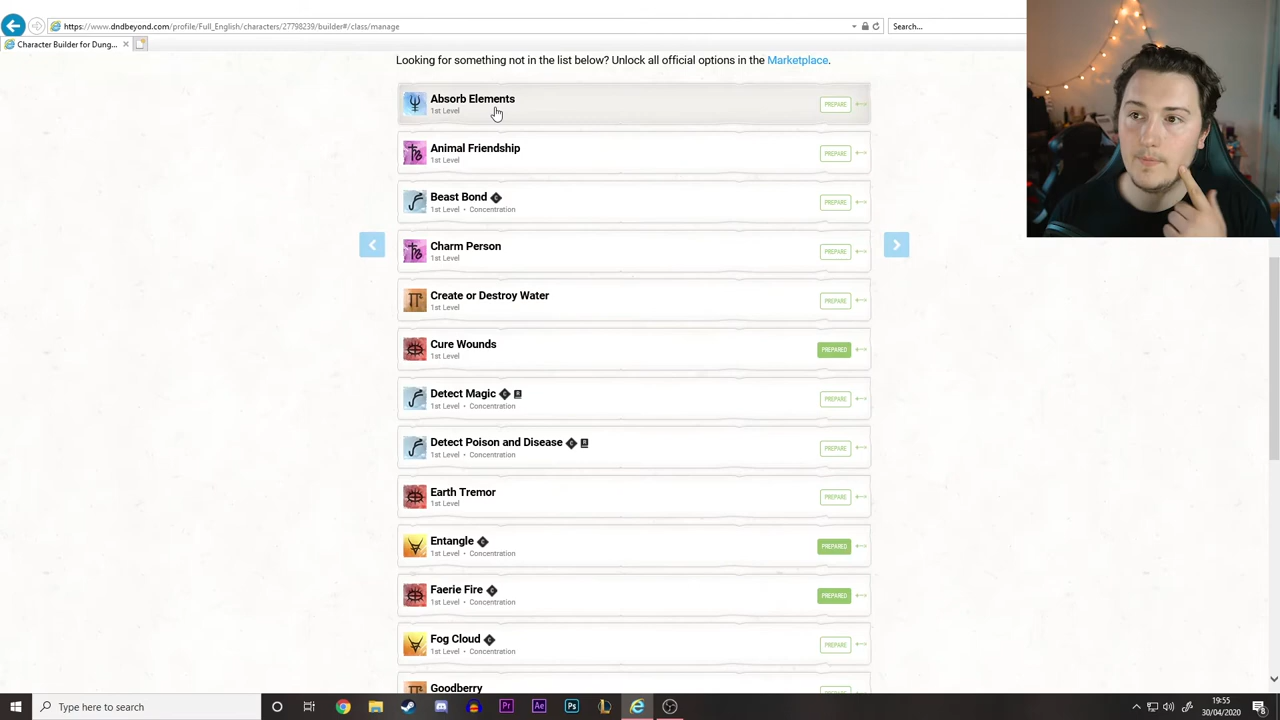 https://www.dndbeyond.com/profile/Full_English/characters/27798239/builder#/class/manage
Search...
Character Builder for Dung...
Looking for something not in the list below? Unlock all official options in the Marketplace.
Absorb Elements
1st Level
PREPARE
Animal Friendship
1st Level
PREPARE
Beast Bond
1st Level • Concentration
PREPARE
Charm Person
1st Level
PREPARE
Create or Destroy Water
1st Level
PREPARE
Cure Wounds
1st Level
PREPARED
Detect Magic
1st Level • Concentration
PREPARE
Detect Poison and Disease
1st Level • Concentration
PREPARE
Earth Tremor
1st Level
PREPARE
Entangle
1st Level • Concentration
PREPARED
Faerie Fire
1st Level • Concentration
PREPARED
Fog Cloud
1st Level • Concentration
PREPARE
Goodberry
Type here to search
Pr
Ae
Ps
19:55
30/04/2020
8